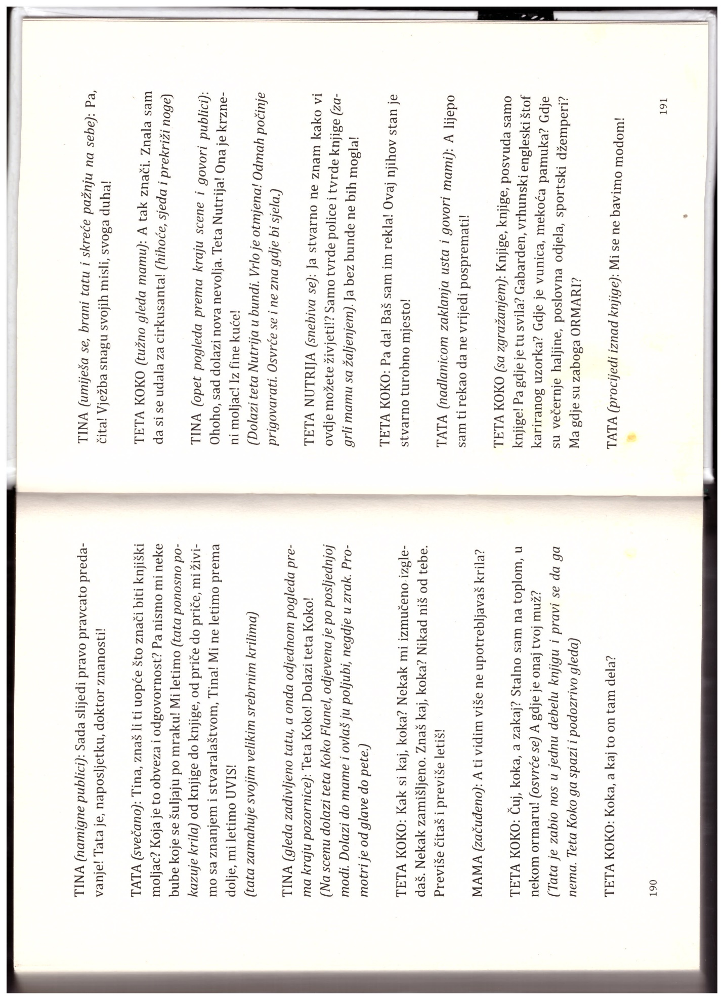 TINA (namigne publici): Sada slijedi pravo pravcato preda-
vanje! Tata je, naposljetku, doktor znanosti!
TATA (svečano): Tina, znaš li ti uopće što znači biti knjiški
moljac? Koja je to obveza i odgovornost? Pa nismo mi neke
bube koje se šuljaju po mraku! Mi letimo (tata ponosno po-
kazuje krila) od knjige do knjige, od priče do priče, mi živi-
mo sa znanjem i stvaralaštvom, Tina! Mi ne letimo prema
dolje, mi letimo UVIS!
(tata zamahuje svojim velikim srebrnim krilima)
TINA (gleda zadivljeno tatu, a onda odjednom pogleda pre-
ma kraju pozornice): Teta Koko! Dolazi teta Koko!
(Na scenu dolazi teta Koko Flanel, odjevena je po posljednjoj
modi. Dolazi do mame i ovlaš ju poljubi, negdje u zrak. Pro-
motri je od glave do pete.)
TETA KOKO: Kak si kaj, koka? Nekak mi izmučeno izgle-
daš. Nekak zamišljeno. Znaš kaj, koka? Nikad niš od tebe.
Previše čitaš i previše letiš!
MAMA (začuđeno): A ti vidim više ne upotrebljavaš krila?
TETA KOKO: Čuj, koka, a zakaj? Stalno sam na toplom, u
nekom ormaru! (osvrće se) A gdje je onaj tvoj muž?
(Tata je zabio nos u jednu debelu knjigu i pravi se da ga
nema. Teta Koko ga spazi i podozrivo gleda)
TETA KOKO: Koka, a kaj to on tam dela?
190
TINA (umiješa se, brani tatu i skreće pažnju na sebe): Pa,
čita! Vježba snagu svojih misli, svoga duha!
TETA KOKO (tužno gleda mamu): A tak znači. Znala sam
da si se udala za cirkusanta! (hihoće, sjeda i prekriži noge)
TINA (opet pogleda prema kraju scene i govori publici):
Ohoho, sad dolazi nova nevolja. Teta Nutrija! Ona je krzne-
ni moljac! Iz fine kuće!
(Dolazi teta Nutrija u bundi. Vrlo je otmjena! Odmah počinje
prigovarati. Osvrće se i ne zna gdje bi sjela.)
TETA NUTRIJA (snebiva se): Ja stvarno ne znam kako vi
ovdje možete živjeti!? Samo tvrde police i tvrde knjige (za-
grli mamu sa žaljenjem). Ja bez bunde ne bih mogla!
TETA KOKO: Pa da! Baš sam im rekla! Ovaj njihov stan je
stvarno turobno mjesto!
TATA (nadlanicom zaklanja usta i govori mami): A lijepo
sam ti rekao da ne vrijedi pospremati!
TETA KOKO (sa zgražanjem): Knjige, knjige, posvuda samo
knjige! Pa gdje je tu svila? Gabarden, vrhunski engleski štof
kariranog uzorka? Gdje je vunica, mekoća pamuka? Gdje
su večernje haljine, poslovna odjela, sportski džemperi?
Ma gdje su zaboga ORMARI?
TATA (procijedi iznad knjige): Mi se ne bavimo modom!
191